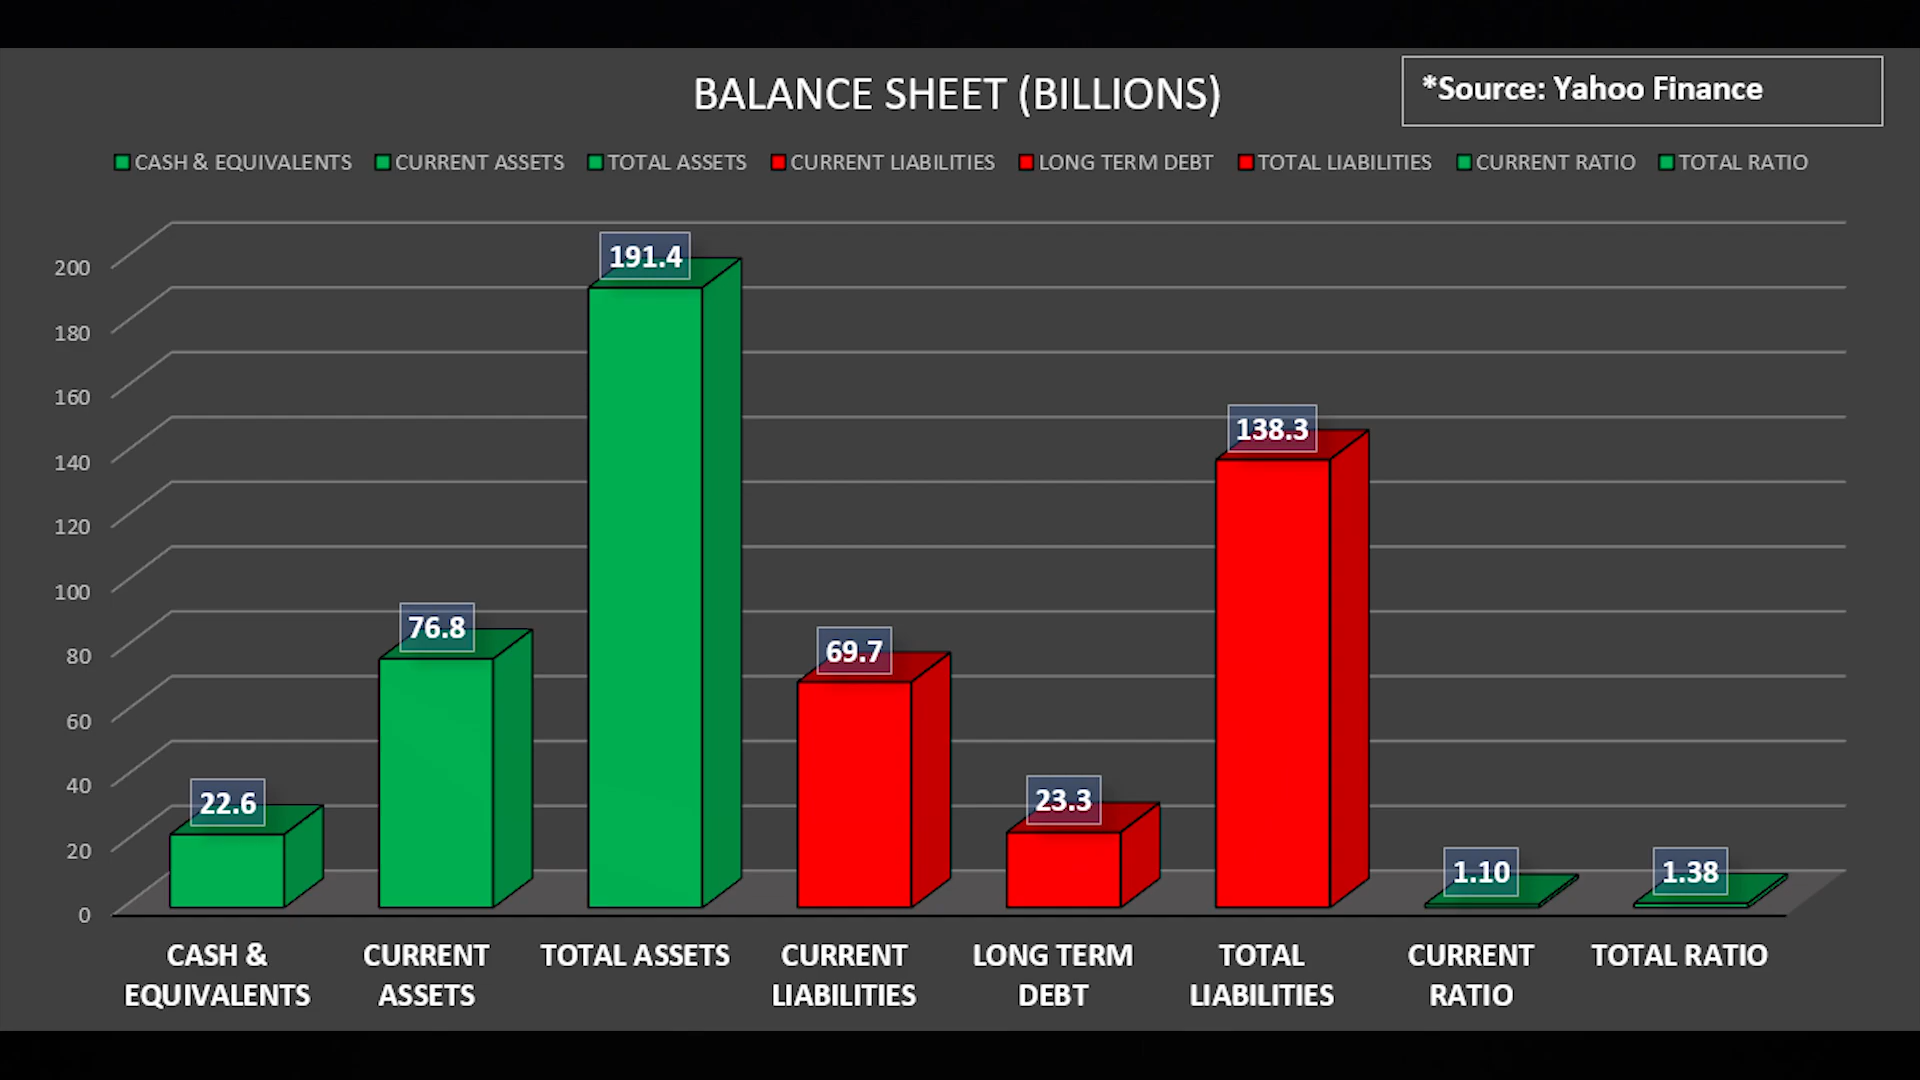 BALANCE SHEET (BILLIONS)
*Source: Yahoo Finance
CASH & EQUIVALENTS CURRENT ASSETS TOTAL ASSETS CURRENT LIABILITIES LONG TERM DEBT TOTAL LIABILITIES CURRENT RATIO TOTAL RATIO
200
180
160
140
120
100
80
60
40
20
0
22.6
76.8
191.4
69.7
23.3
138.3
1.10
1.38
CASH &
EQUIVALENTS
CURRENT
ASSETS
TOTAL ASSETS
CURRENT
LIABILITIES
LONG TERM
DEBT
TOTAL
LIABILITIES
CURRENT
RATIO
TOTAL RATIO